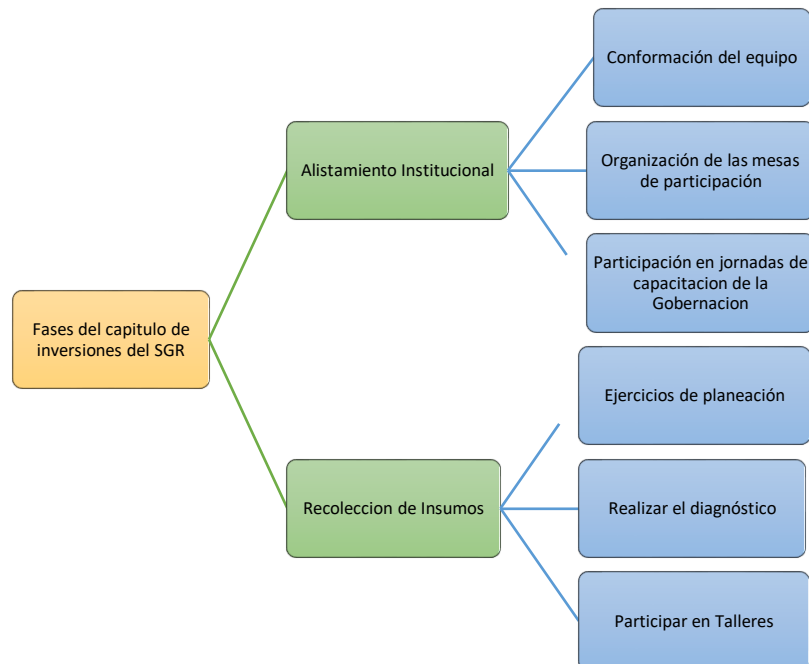 Fases del capitulo de
inversiones del SGR
Alistamiento Institucional
Conformación del equipo
Organización de las mesas
de participación
Participación en jornadas de
capacitacion de la
Gobernacion
Recoleccion de Insumos
Ejercicios de planeación
Realizar el diagnóstico
Participar en Talleres